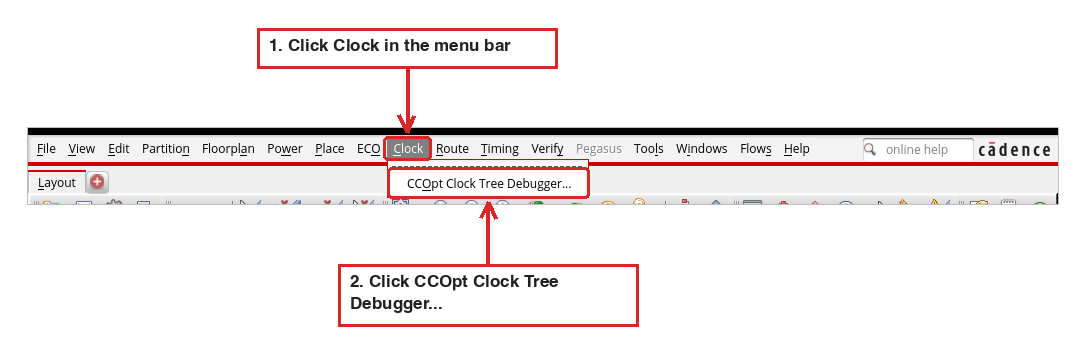 1. Click Clock in the menu bar
File View Edit Partition Floorplan Power Place ECO Clock Route Timing Verify Pegasus Tools Windows Flows Help online help cādence
Layout
CCOpt Clock Tree Debugger...
2. Click CCOpt Clock Tree
Debugger...